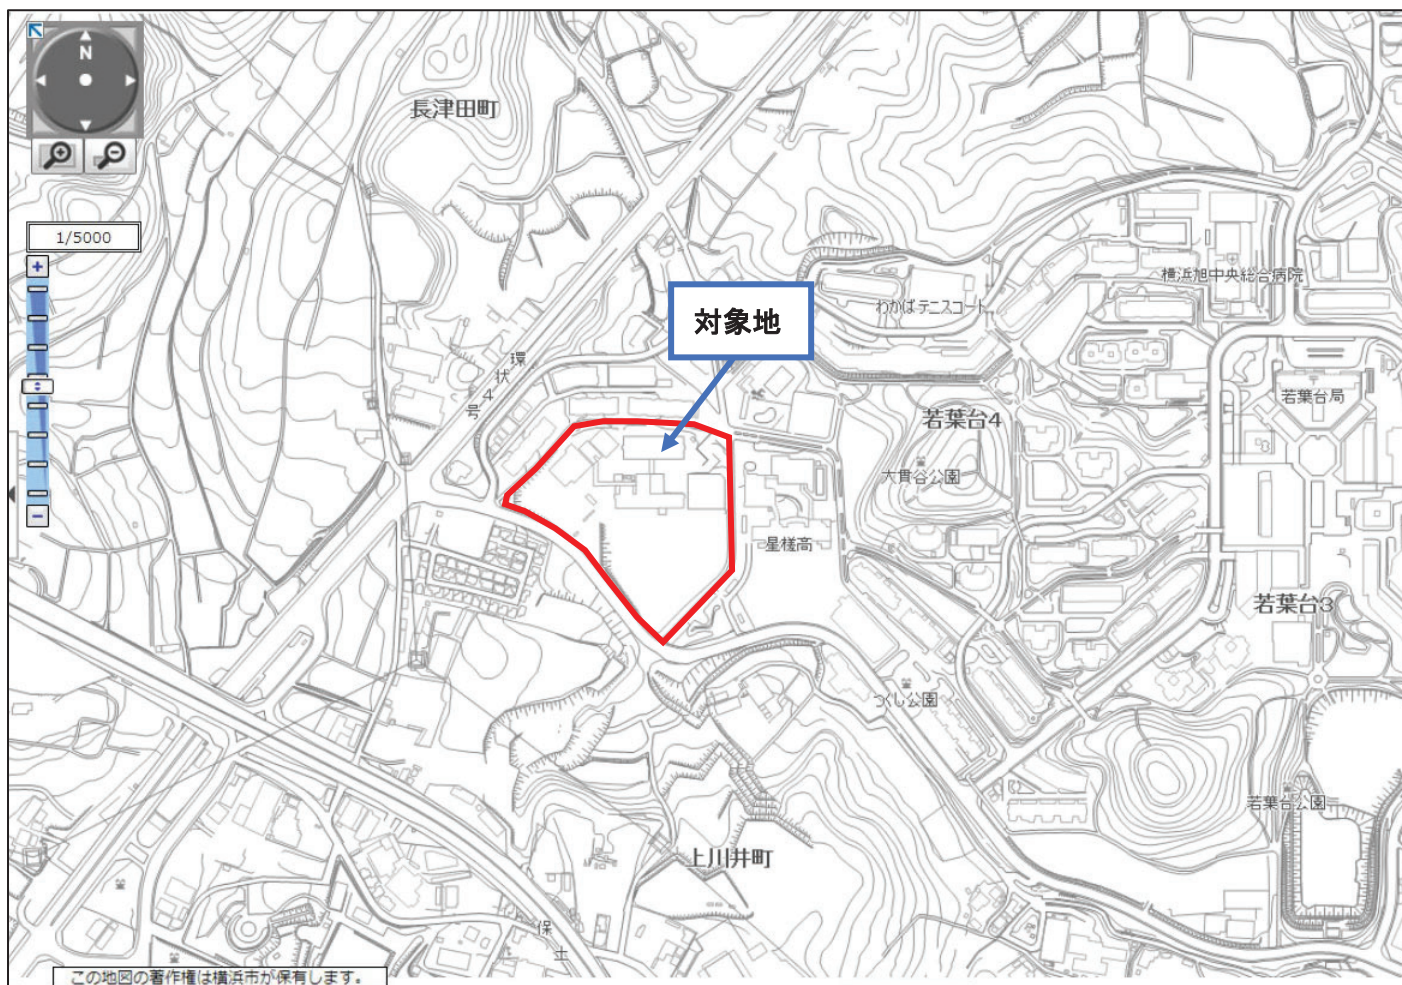 N
長津田町
1/5000
+
横浜旭中央総合病院
わかばテニスコート
対象地
環状4号
若葉台局
若葉台4
大貫谷公園
星槎高
若葉台3
−
つくし公園
若葉台公園
上川井町
保土
この地図の著作権は横浜市が保有します。